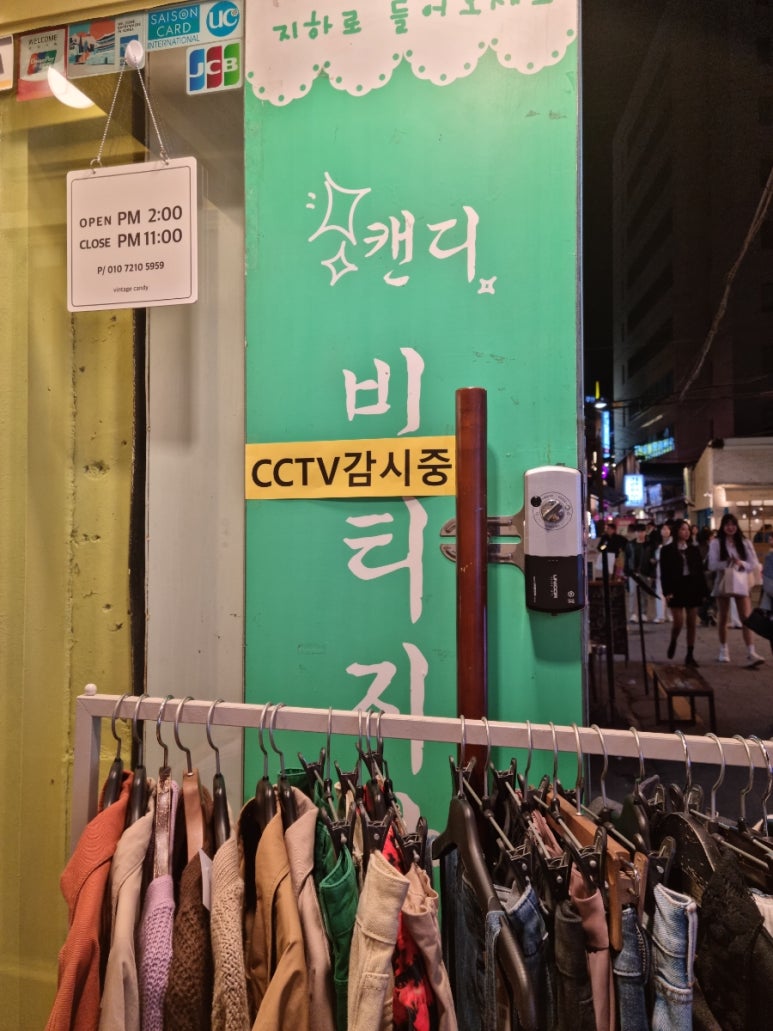 WELCOME
SAISON
CARD
INTERNATIONAL
UC
JCB
지하로 들어오세요
OPEN PM 2:00
CLOSE PM 11:00
P/ 010 7210 5959
vintage candy
캔디
비
CCTV감시중
티
지